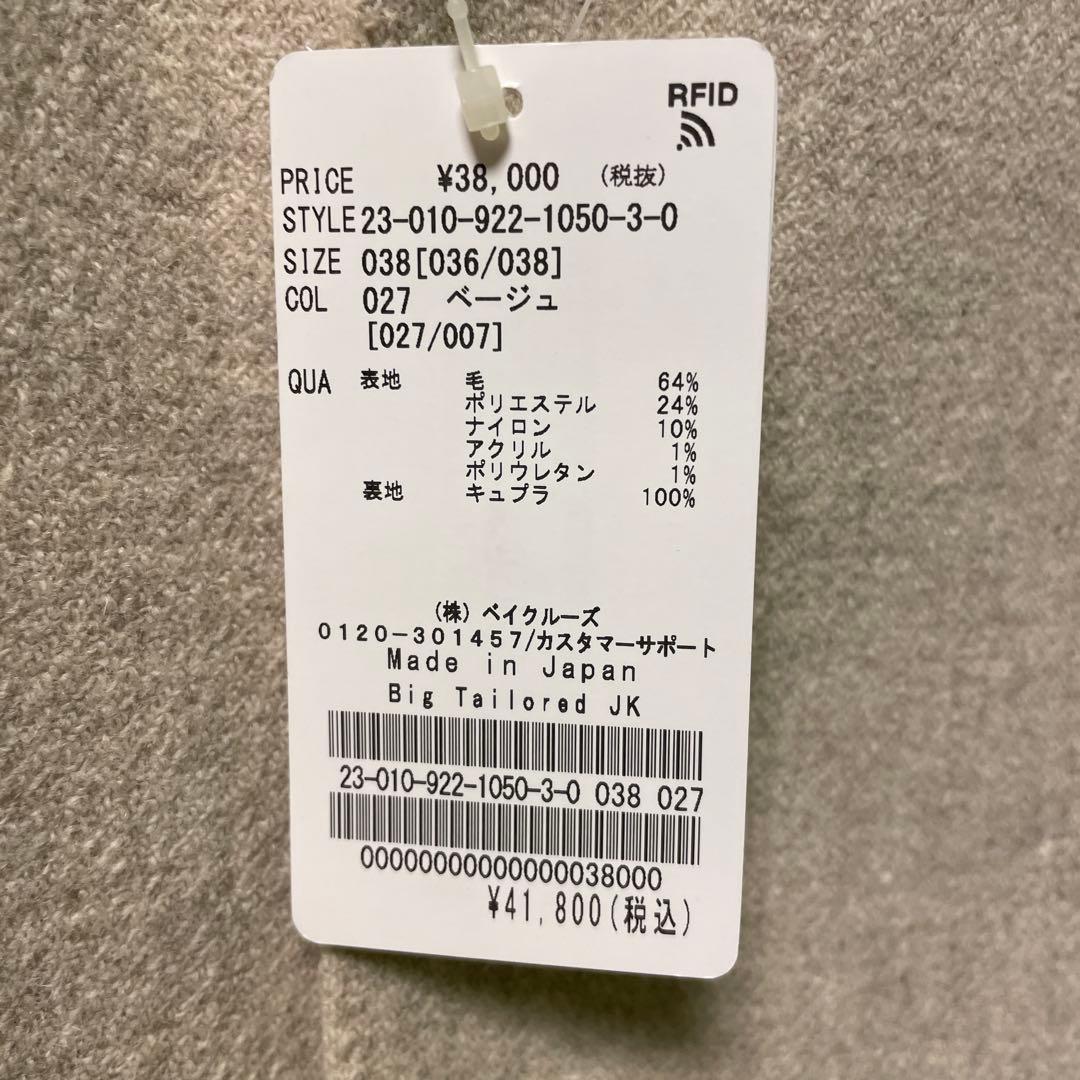 RFID
PRICE ¥38,000 (税抜)
STYLE 23-010-922-1050-3-0
SIZE 038[036/038]
COL 027 ベージュ
[027/007]
QUA 表地 毛 64%
ポリエステル 24%
ナイロン 10%
アクリル 1%
ポリウレタン 1%
裏地 キュプラ 100%
(株) ベイクルーズ
0120-301457/カスタマーサポート
Made in Japan
Big Tailored JK
23-010-922-1050-3-0 038 027
00000000000000038000
¥41,800(税込)